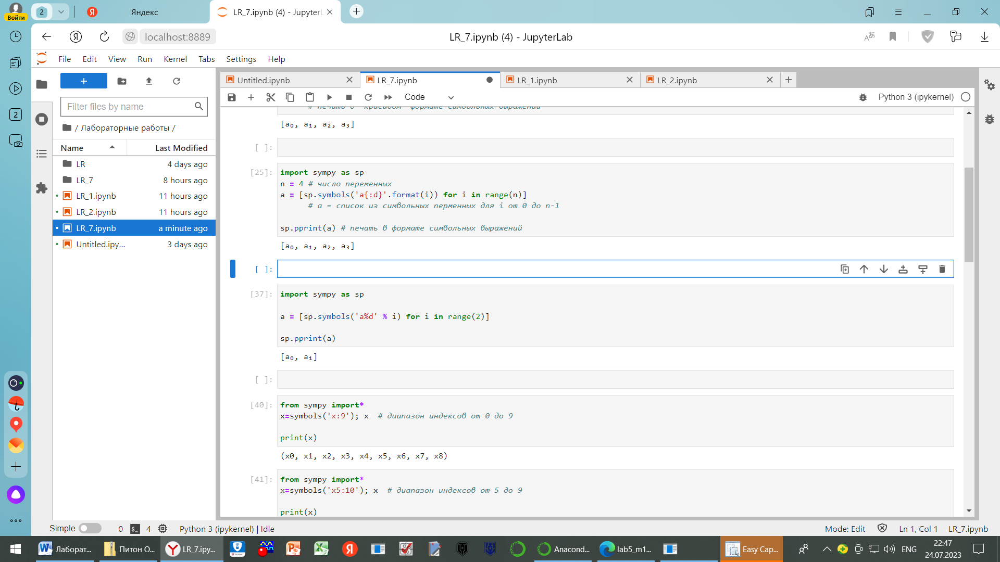 2
Яндекс
LR_7.ipynb (4) - JupyterL
Войти
localhost:8889
LR_7.ipynb (4) - JupyterLab
File Edit View Run Kernel Tabs Settings Help
Untitled.ipynb
LR_7.ipynb
LR_1.ipynb
LR_2.ipynb
Code
Python 3 (ipykernel)
Filter files by name
/ Лабораторные работы /
Name
Last Modified
LR 4 days ago
LR_7 8 hours ago
LR_1.ipynb 11 hours ago
LR_2.ipynb 11 hours ago
LR_7.ipynb a minute ago
Untitled.ipy... 3 days ago
2
# печать в "красивом" формате символьных выражений
[a₀, a₁, a₂, a₃]
[ ]:
[25]:
import sympy as sp
n = 4 # число переменных
a = [sp.symbols('a{:d}'.format(i)) for i in range(n)]
# a = список из символьных перменных для i от 0 до n-1
sp.pprint(a) # печать в формате символьных выражений
[a₀, a₁, a₂, a₃]
[ ]:
[37]:
import sympy as sp
a = [sp.symbols('a%d' % i) for i in range(2)]
sp.pprint(a)
[a₀, a₁]
[ ]:
[40]:
from sympy import*
x=symbols('x:9'); x # диапазон индексов от 0 до 9
print(x)
(x0, x1, x2, x3, x4, x5, x6, x7, x8)
[41]:
from sympy import*
x=symbols('x5:10'); x # диапазон индексов от 5 до 9
print(x)
Simple
0
4
Python 3 (ipykernel) | Idle
Mode: Edit
Ln 1, Col 1
LR_7.ipynb
Лаборат...
Питон О...
LR_7.ipy...
Anacond...
lab5_m1...
Easy Cap...
ENG
22:47
24.07.2023